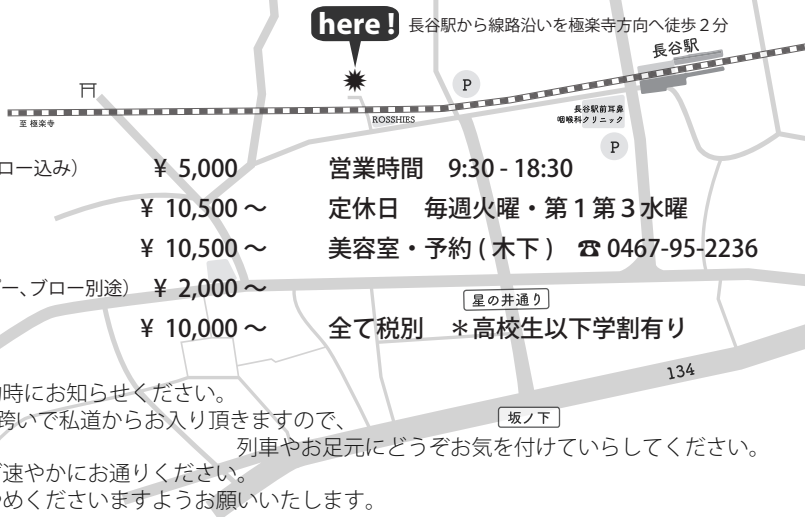 here ! 長谷駅から線路沿いを極楽寺方向へ徒歩２分
長谷駅
P
至 極楽寺
ROSSHIES
長谷駅前耳鼻
咽喉科クリニック
P
ロー込み） ¥ 5,000 営業時間 9:30 - 18:30
¥ 10,500 〜 定休日 毎週火曜・第１第３水曜
¥ 10,500 〜 美容室・予約 ( 木下 ) ☎ 0467-95-2236
ー、ブロー別途） ¥ 2,000 〜
星の井通り
¥ 10,000 〜 全て税別 ＊高校生以下学割有り
134
時にお知らせください。
跨いで私道からお入り頂きますので、
坂ノ下
列車やお足元にどうぞお気を付けていらしてください。
速やかにお通りください。
めくださいますようお願いいたします。